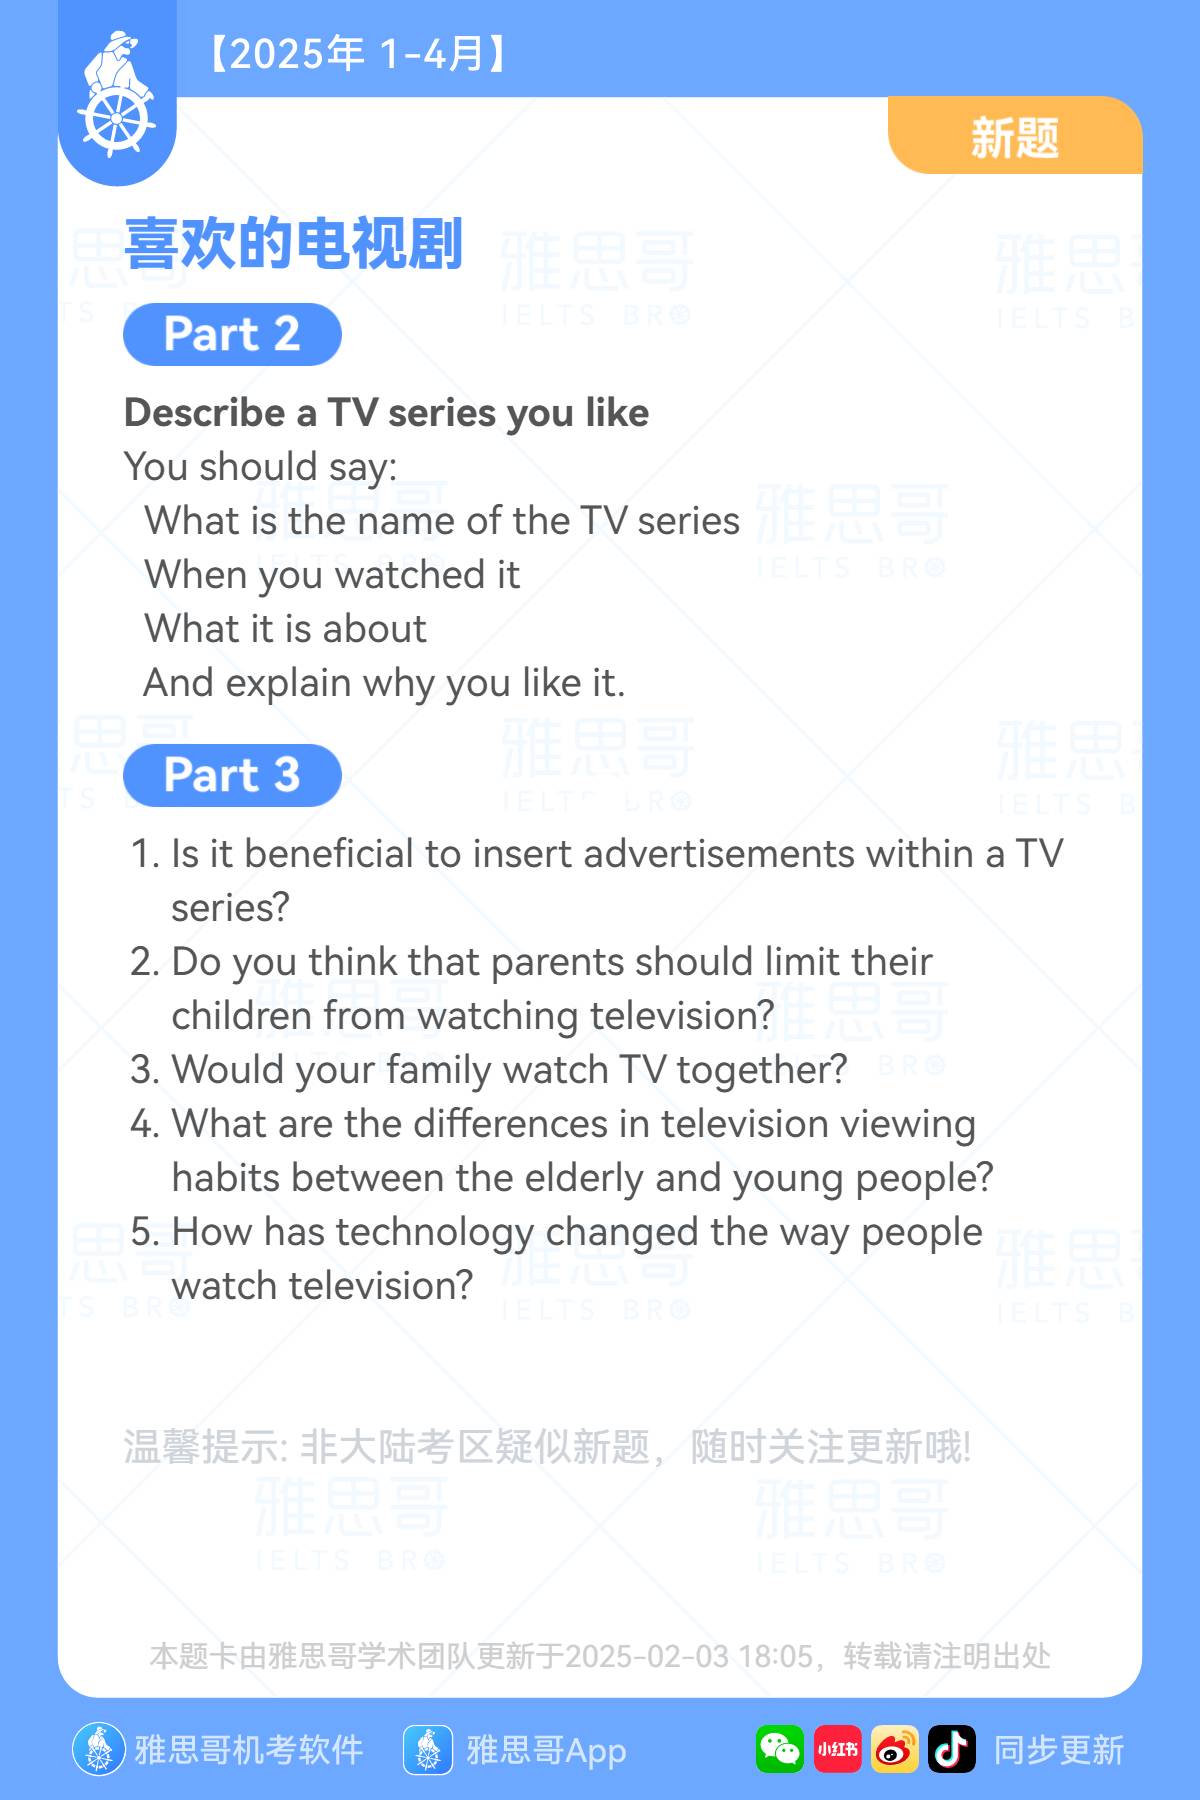 【2025年 1-4月】
新题
喜欢的电视剧
Part 2
Describe a TV series you like
You should say:
What is the name of the TV series
When you watched it
What it is about
And explain why you like it.
Part 3
1. Is it beneficial to insert advertisements within a TV
series?
2. Do you think that parents should limit their
children from watching television?
3. Would your family watch TV together?
4. What are the differences in television viewing
habits between the elderly and young people?
5. How has technology changed the way people
watch television?
温馨提示: 非大陆考区疑似新题，随时关注更新哦!
雅思哥
IELTS BRO
本题卡由雅思哥学术团队更新于2025-02-03 18:05，转载请注明出处
雅思哥机考软件
雅思哥App
小红书
同步更新